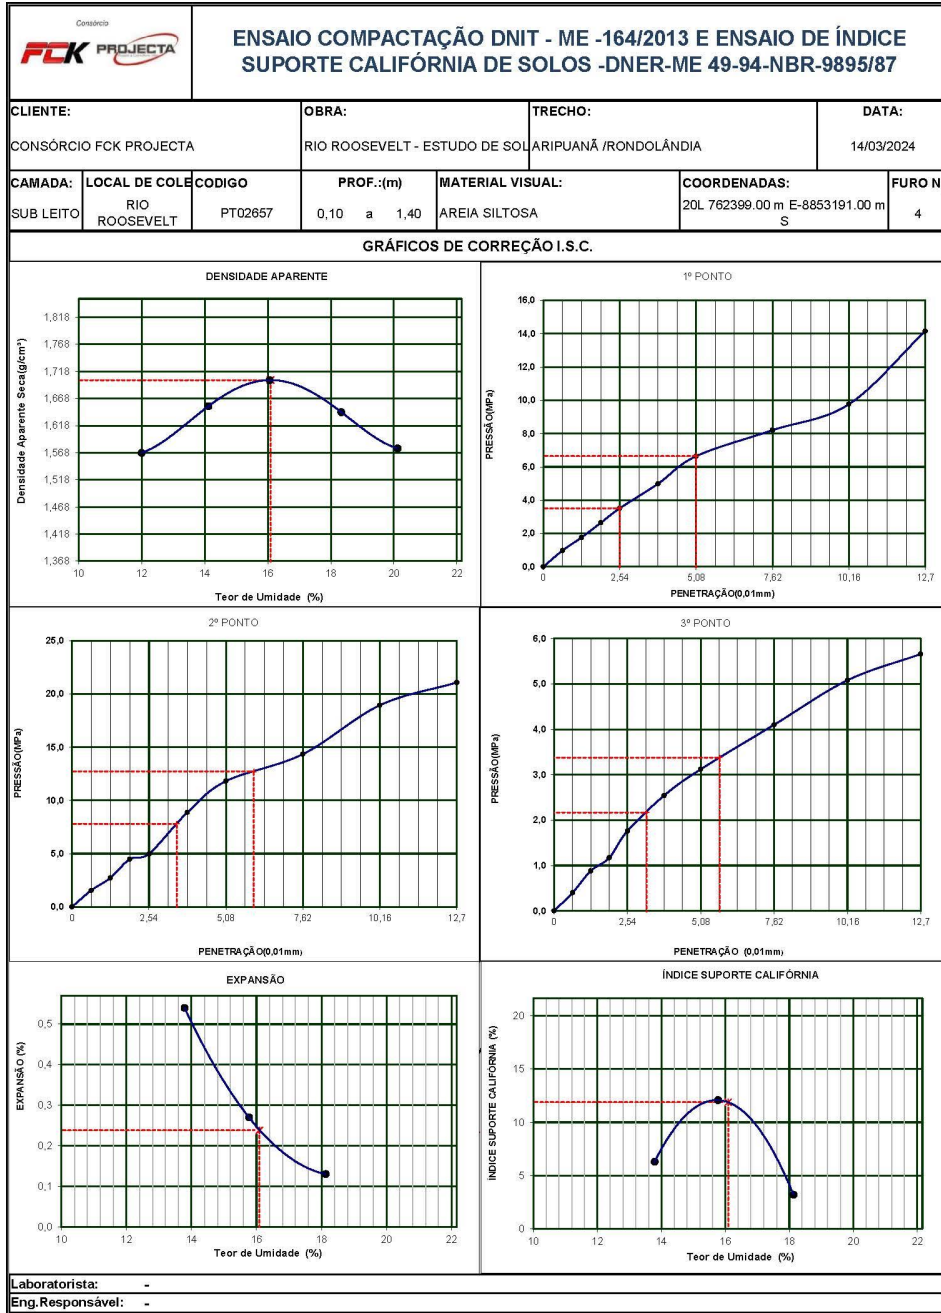 Consórcio
FCK PROJECTA
ENSAIO COMPACTAÇÃO DNIT - ME -164/2013 E ENSAIO DE ÍNDICE
SUPORTE CALIFÓRNIA DE SOLOS -DNER-ME 49-94-NBR-9895/87
CLIENTE: OBRA: TRECHO: DATA:
CONSÓRCIO FCK PROJECTA RIO ROOSEVELT - ESTUDO DE SOL ARIPUANÃ /RONDOLÂNDIA 14/03/2024
CAMADA: LOCAL DE COLE CODIGO PROF.:(m) MATERIAL VISUAL: COORDENADAS: FURO N
SUB LEITO RIO ROOSEVELT PT02657 0,10 a 1,40 AREIA SILTOSA 20L 762399.00 m E-8853191.00 m S 4
GRÁFICOS DE CORREÇÃO I.S.C.
DENSIDADE APARENTE
Densidade Aparente Seca(g/cm³)
1,818
1,768
1,718
1,668
1,618
1,568
1,518
1,468
1,418
1,368
10 12 14 16 18 20 22
Teor de Umidade (%)
1º PONTO
PRESSÃO(MPa)
16,0
14,0
12,0
10,0
8,0
6,0
4,0
2,0
0,0
0 2,54 5,08 7,62 10,16 12,7
PENETRAÇÃO(0,01mm)
2º PONTO
PRESSÃO(MPa)
25,0
20,0
15,0
10,0
5,0
0,0
0 2,54 5,08 7,62 10,16 12,7
PENETRAÇÃO(0,01mm)
3º PONTO
PRESSÃO(MPa)
6,0
5,0
4,0
3,0
2,0
1,0
0,0
0 2,54 5,08 7,62 10,16 12,7
PENETRAÇÃO (0,01mm)
EXPANSÃO
EXPANSÃO (%)
0,5
0,4
0,3
0,2
0,1
0,0
10 12 14 16 18 20 22
Teor de Umidade (%)
ÍNDICE SUPORTE CALIFÓRNIA
ÍNDICE SUPORTE CALIFÓRNIA (%)
20
15
10
5
0
10 12 14 16 18 20 22
Teor de Umidade (%)
Laboratorista: -
Eng.Responsável: -